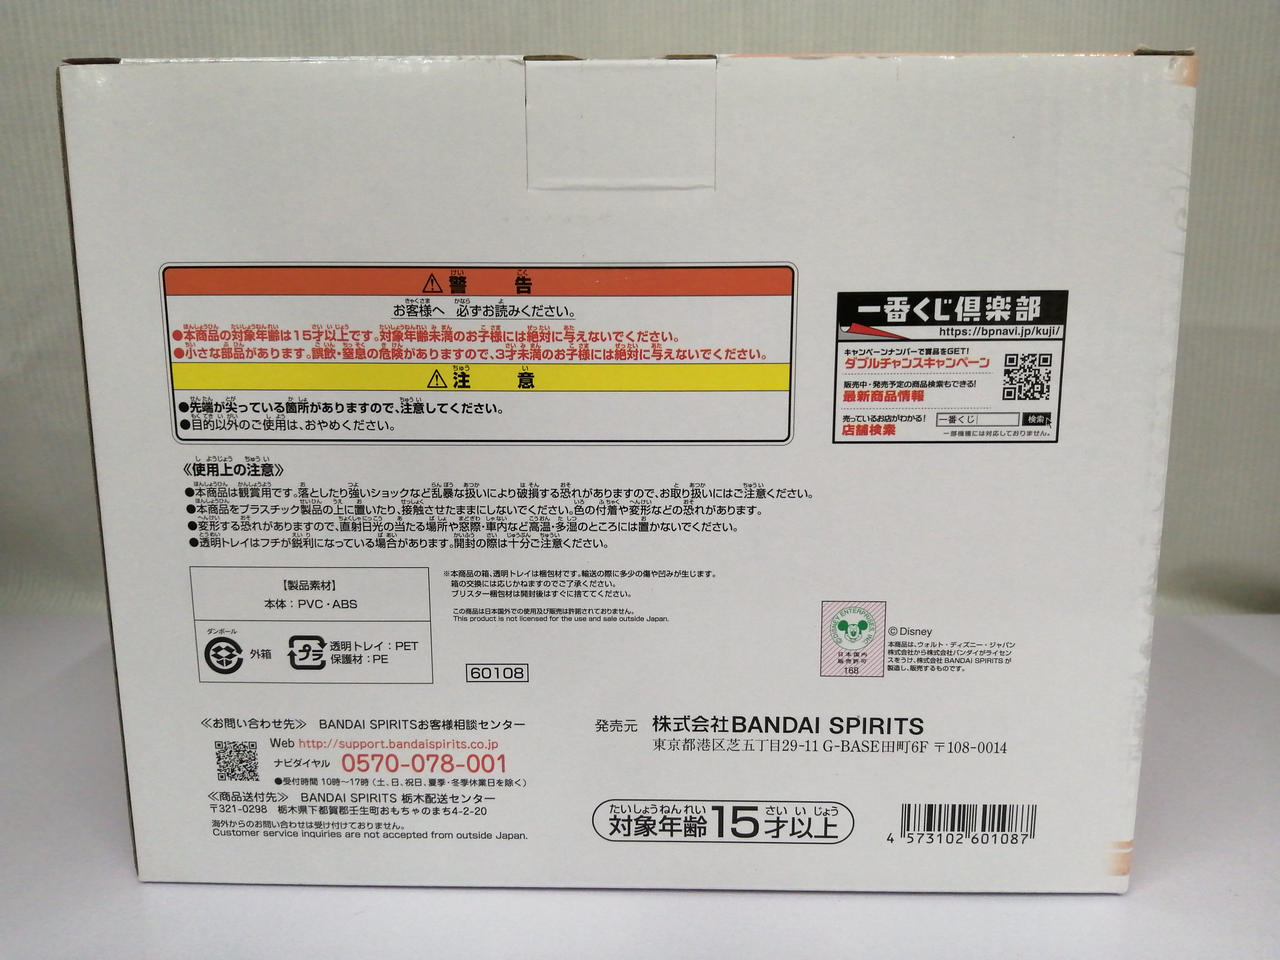 ⚠警告
お客様へ 必ずお読みください。
●本商品の対象年齢は15才以上です。対象年齢未満のお子様には絶対に与えないでください。
●小さな部品があります。誤飲・窒息の危険がありますので、3才未満のお子様には絶対に与えないでください。
⚠注意
●先端が尖っている箇所がありますので、注意してください。
●目的以外のご使用は、おやめください。
一番くじ倶楽部
https://bpnavi.jp/kuji/
キャンペーンナンバーで賞品をGET!
ダブルチャンスキャンペーン
販売中・発売予定の商品検索もできる!
最新商品情報
売っているお店がわかる!
店舗検索
一番くじ 検索
一部機種には対応しておりません。
《使用上の注意》
●本商品は観賞用です。落としたり強いショックなど乱暴な扱いにより破損する恐れがありますので、お取り扱いにはご注意ください。
●本商品をプラスチック製品の上に置いたり、接触させたままにしないでください。色の付着や変形などの恐れがあります。
●変形する恐れがありますので、直射日光の当たる場所や窓際・車内など高温・多湿のところには置かないでください。
●透明トレイはフチが鋭利になっている場合があります。開封の際は十分ご注意ください。
【製品素材】
本体:PVC・ABS
ダンボール
外箱
プラ
透明トレイ:PET
保護材:PE
※本商品の箱、透明トレイは梱包材です。輸送の際に多少の傷や凹みが生じます。
箱の交換には応じかねますのでご了承ください。
ブリスター梱包材は開封後はすぐに捨ててください。
この商品は日本国外での使用及び販売は許諾されておりません。
This product is not licensed for the use and sale outside Japan.
60108
©DISNEY ENTERPRISES INC.
日本国内
販売許可
168
©Disney
本商品は、ウォルト・ディズニー・ジャパン
株式会社から株式会社バンダイがライセン
スをうけ、株式会社BANDAI SPIRITSが
製造し、販売するものです。
≪お問い合わせ先≫ BANDAI SPIRITSお客様相談センター
Web http://support.bandaispirits.co.jp
ナビダイヤル 0570-078-001
●受付時間 10時〜17時(土、日、祝日、夏季・冬季休業日を除く)
≪商品送付先≫ BANDAI SPIRITS 栃木配送センター
〒321-0298 栃木県下都賀郡壬生町おもちゃのまち4-2-20
海外からのお問い合わせは受け付けておりません。
Customer service inquiries are not accepted from outside Japan.
発売元 株式会社BANDAI SPIRITS
東京都港区芝五丁目29-11 G-BASE田町6F 〒108-0014
たいしょうねんれい さい いじょう
対象年齢15才以上
4 573102 601087